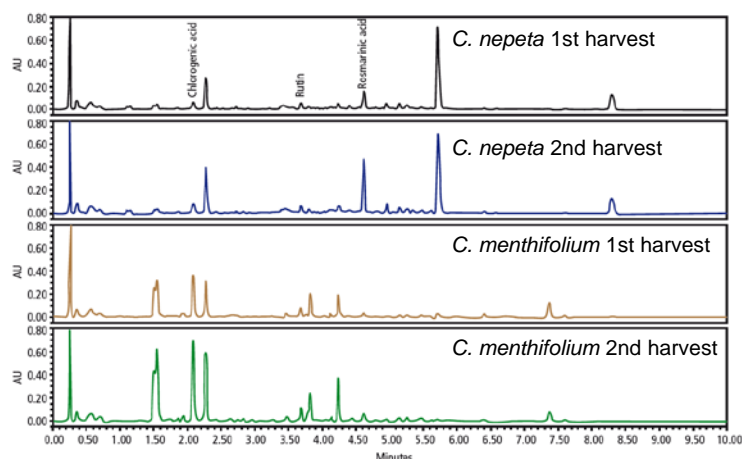 0.80
0.60
0.40
0.20
0.00
AU
Chlorogenic acid
Rutin
Rosmarinic acid
C. nepeta 1st harvest
0.80
0.60
0.40
0.20
0.00
AU
C. nepeta 2nd harvest
0.80
0.60
0.40
0.20
0.00
AU
C. menthifolium 1st harvest
0.80
0.60
0.40
0.20
0.00
AU
C. menthifolium 2nd harvest
0.00 0.50 1.00 1.50 2.00 2.50 3.00 3.50 4.00 4.50 5.00 5.50 6.00 6.50 7.00 7.50 8.00 8.50 9.00 9.50 10.00
Minutes